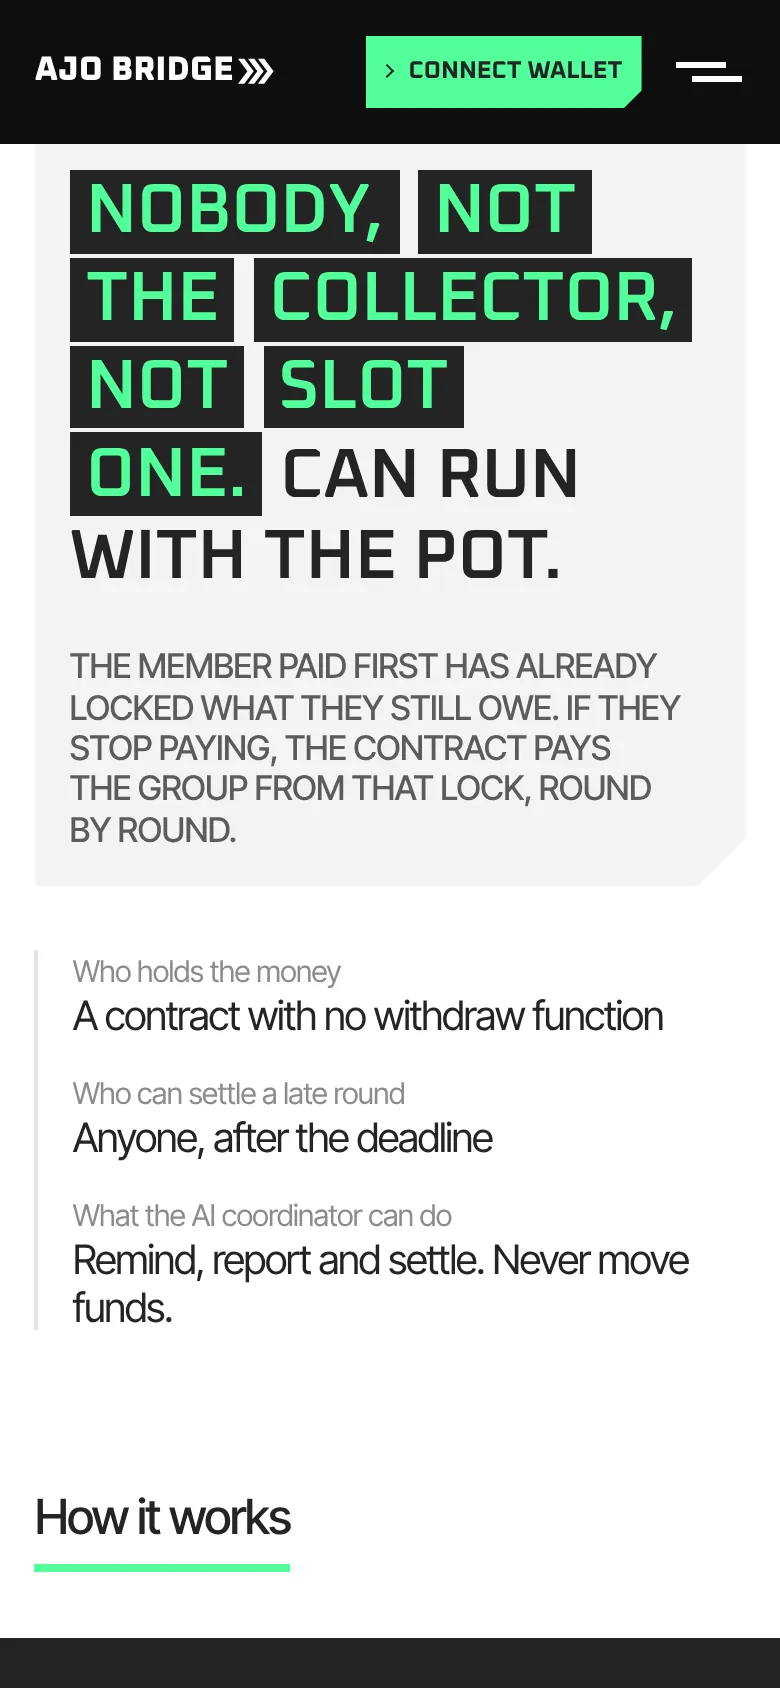 AJO BRIDGE
CONNECT WALLET
NOBODY, NOT
THE COLLECTOR,
NOT SLOT
ONE. CAN RUN
WITH THE POT.
THE MEMBER PAID FIRST HAS ALREADY
LOCKED WHAT THEY STILL OWE. IF THEY
STOP PAYING, THE CONTRACT PAYS
THE GROUP FROM THAT LOCK, ROUND
BY ROUND.
Who holds the money
A contract with no withdraw function
Who can settle a late round
Anyone, after the deadline
What the AI coordinator can do
Remind, report and settle. Never move
funds.
How it works